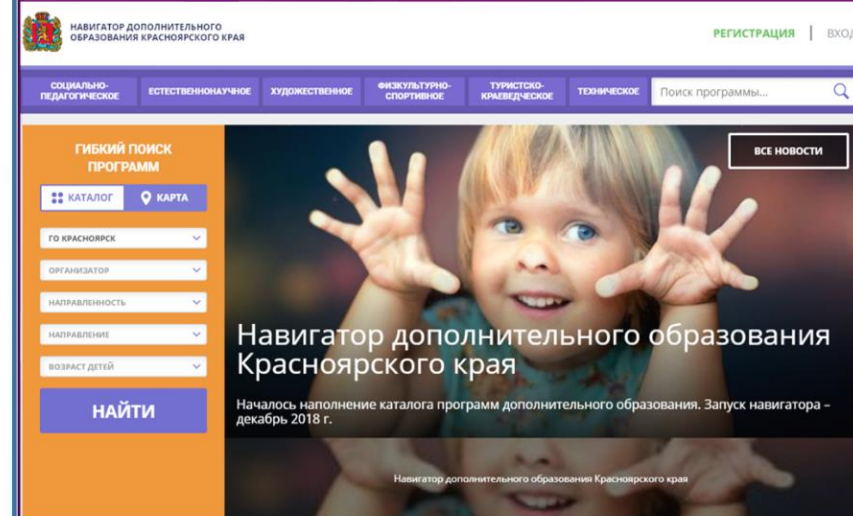 НАВИГАТОР ДОПОЛНИТЕЛЬНОГО
ОБРАЗОВАНИЯ КРАСНОЯРСКОГО КРАЯ
РЕГИСТРАЦИЯ | ВХОД
СОЦИАЛЬНО-
ПЕДАГОГИЧЕСКОЕ
ЕСТЕСТВЕННОНАУЧНОЕ
ХУДОЖЕСТВЕННОЕ
ФИЗКУЛЬТУРНО-
СПОРТИВНОЕ
ТУРИСТСКО-
КРАЕВЕДЧЕСКОЕ
ТЕХНИЧЕСКОЕ
Поиск программы...
ГИБКИЙ ПОИСК
ПРОГРАММ
КАТАЛОГ
КАРТА
ГО КРАСНОЯРСК
ОРГАНИЗАТОР
НАПРАВЛЕННОСТЬ
НАПРАВЛЕНИЕ
ВОЗРАСТ ДЕТЕЙ
НАЙТИ
ВСЕ НОВОСТИ
Навигатор дополнительного образования
Красноярского края
Началось наполнение каталога программ дополнительного образования. Запуск навигатора –
декабрь 2018 г.
Навигатор дополнительного образования Красноярского края